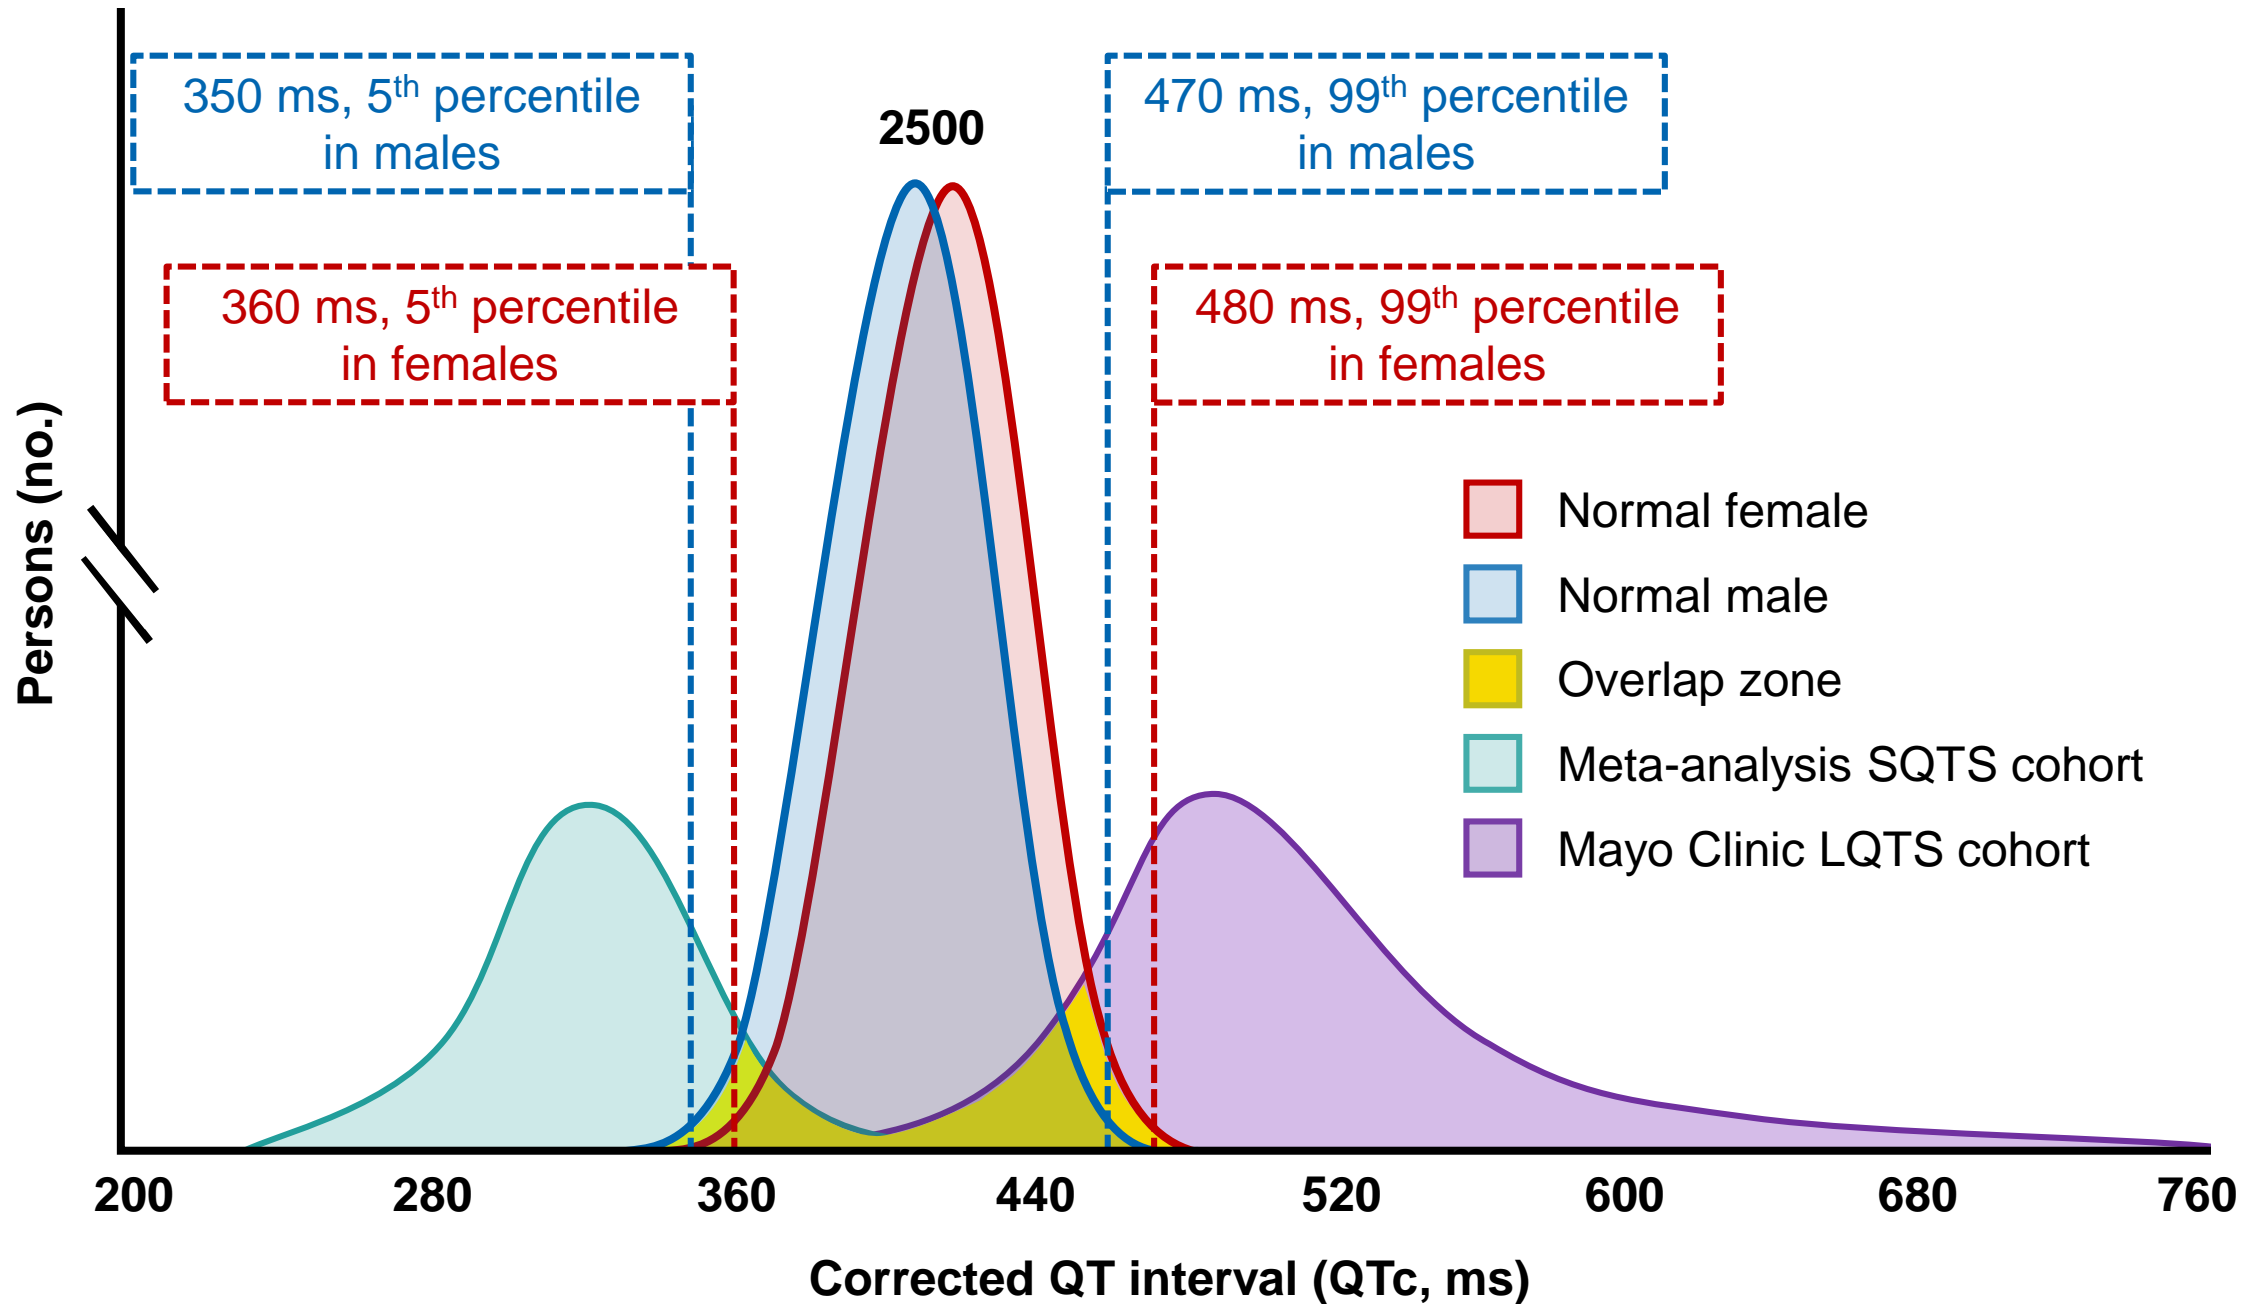 350 ms, 5th percentile
in males
470 ms, 99th percentile
in males
2500
360 ms, 5th percentile
in females
480 ms, 99th percentile
in females
Persons (no.)
Normal female
Normal male
Overlap zone
Meta-analysis SQTS cohort
Mayo Clinic LQTS cohort
200 280 360 440 520 600 680 760
Corrected QT interval (QTc, ms)